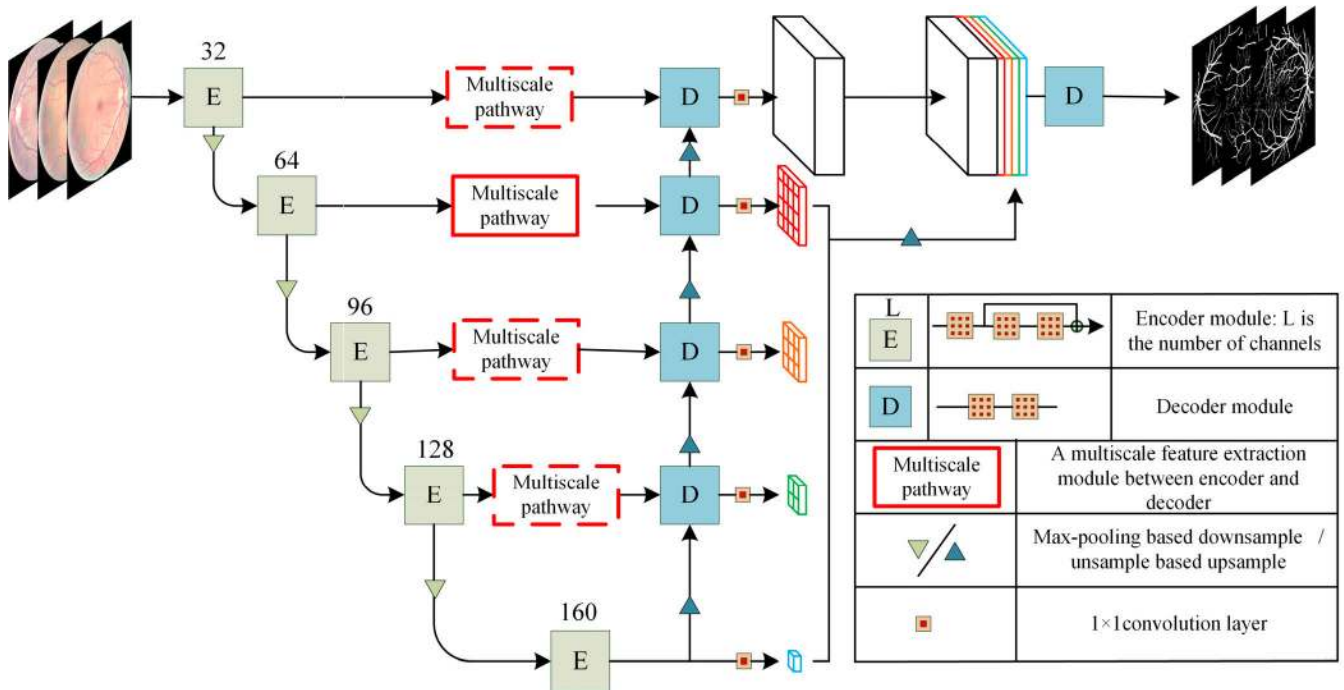 32
E
Multiscale
pathway
D
D
64
E
Multiscale
pathway
D
96
E
Multiscale
pathway
D
128
E
Multiscale
pathway
D
160
E
L
E
Encoder module: L is
the number of channels
D
Decoder module
Multiscale
pathway
A multiscale feature extraction
module between encoder and
decoder
Max-pooling based downsample /
unsample based upsample
1×1convolution layer